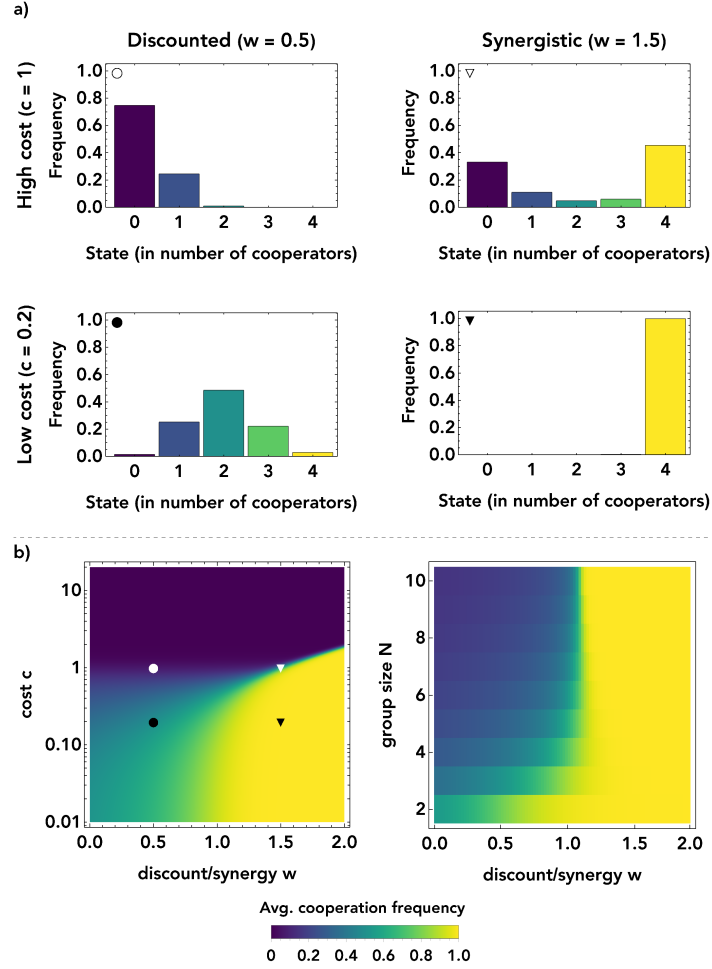 a)
Discounted (w = 0.5)
Synergistic (w = 1.5)
High cost (c = 1)
Frequency
1.0
0.8
0.6
0.4
0.2
0.0
0 1 2 3 4
State (in number of cooperators)
Frequency
1.0
0.8
0.6
0.4
0.2
0.0
0 1 2 3 4
State (in number of cooperators)
Low cost (c = 0.2)
Frequency
1.0
0.8
0.6
0.4
0.2
0.0
0 1 2 3 4
State (in number of cooperators)
Frequency
1.0
0.8
0.6
0.4
0.2
0.0
0 1 2 3 4
State (in number of cooperators)
b)
cost c
10
1
0.10
0.01
0.0 0.5 1.0 1.5 2.0
discount/synergy w
group size N
10
8
6
4
2
0.0 0.5 1.0 1.5 2.0
discount/synergy w
Avg. cooperation frequency
0 0.2 0.4 0.6 0.8 1.0